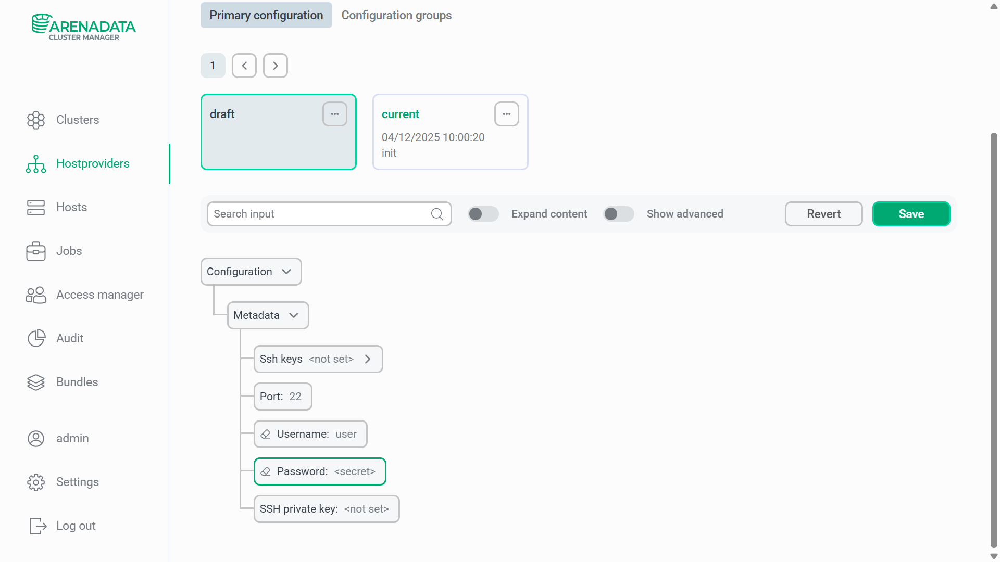 ARENADATA
CLUSTER MANAGER
Clusters
Hostproviders
Hosts
Jobs
Access manager
Audit
Bundles
admin
Settings
Log out
Primary configuration
Configuration groups
1
draft
current
04/12/2025 10:00:20
init
Search input
Expand content
Show advanced
Revert
Save
Configuration
Metadata
Ssh keys <not set>
Port: 22
Username: user
Password: <secret>
SSH private key: <not set>